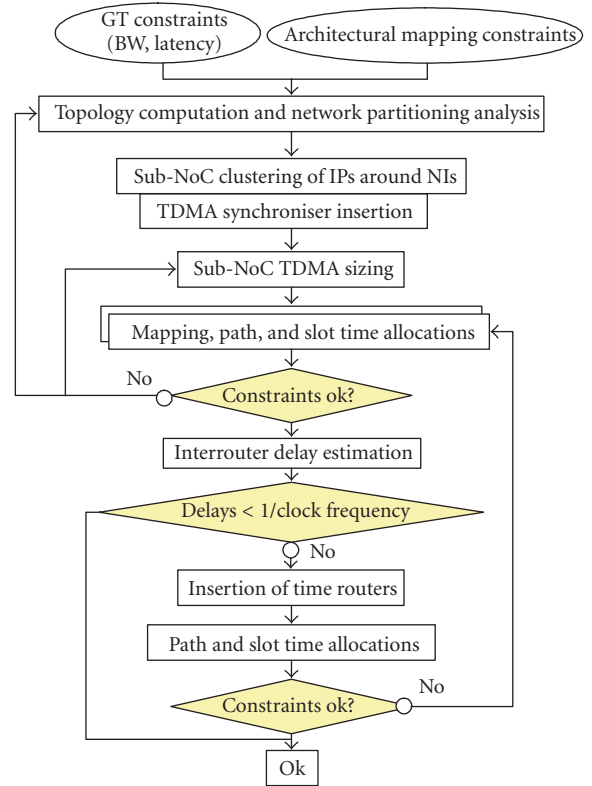 GT constraints
(BW, latency)
Architectural mapping constraints
Topology computation and network partitioning analysis
Sub-NoC clustering of IPs around NIs
TDMA synchroniser insertion
Sub-NoC TDMA sizing
Mapping, path, and slot time allocations
No
Constraints ok?
Interrouter delay estimation
Delays < 1/clock frequency
No
Insertion of time routers
Path and slot time allocations
No
Constraints ok?
Ok